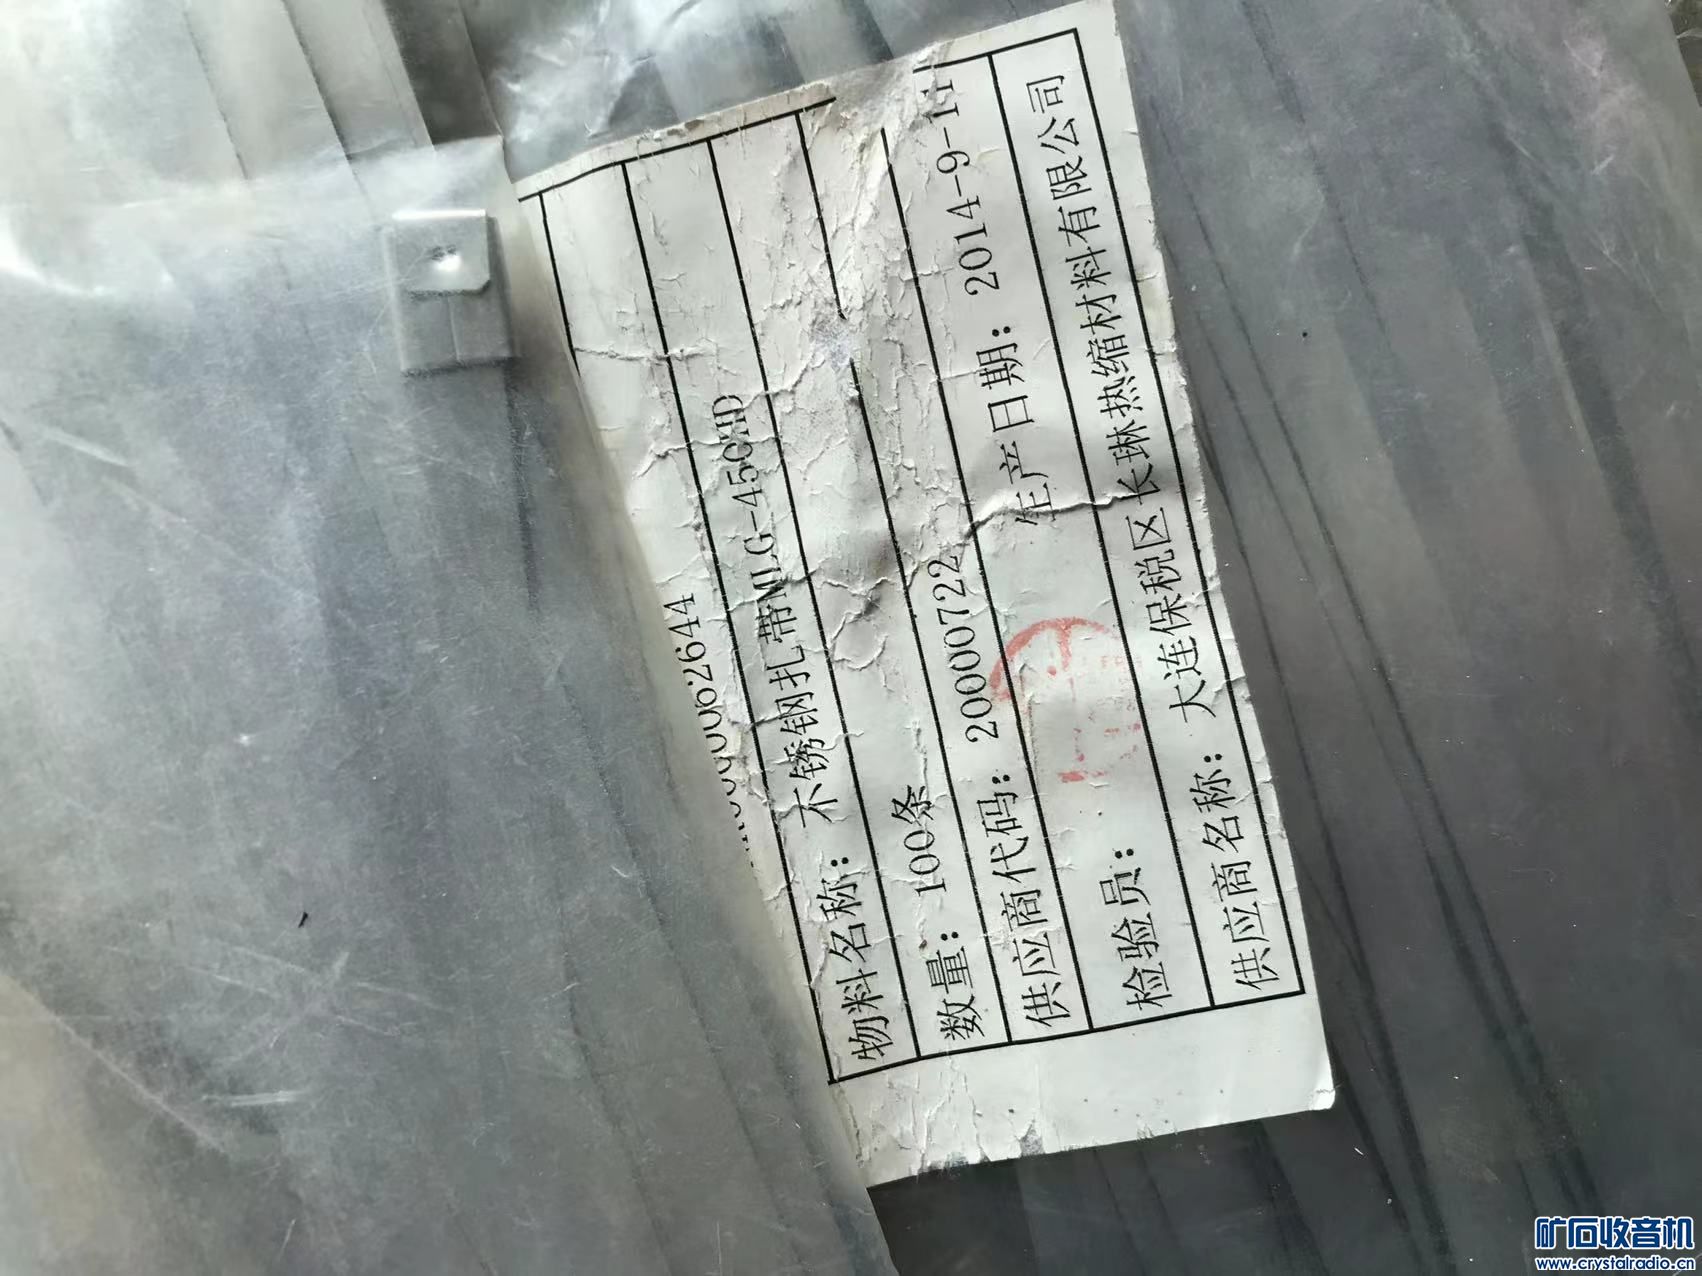 0000062644
物料名称：不锈钢扎带MLG-450HD
数量：100条
供应商代码：200000722 生产日期：2014-9-11
检验员：
供应商名称：大连保税区长琳热缩材料有限公司
矿石收音机
www.crystalradio.cn